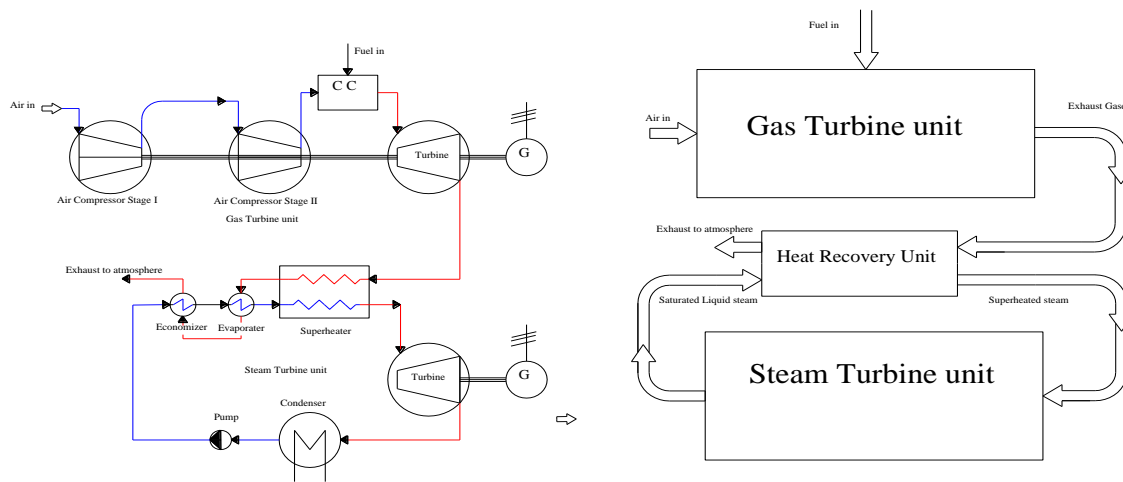 Fuel in
C C
Air in
Turbine
G
Air Compressor Stage I
Air Compressor Stage II
Gas Turbine unit
Exhaust to atmosphere
Economizer
Evaporater
Superheater
Steam Turbine unit
Turbine
G
Condenser
Pump
Fuel in
Air in
Gas Turbine unit
Exhaust Gase
Exhaust to atmosphere
Heat Recovery Unit
Saturated Liquid steam
Superheated steam
Steam Turbine unit